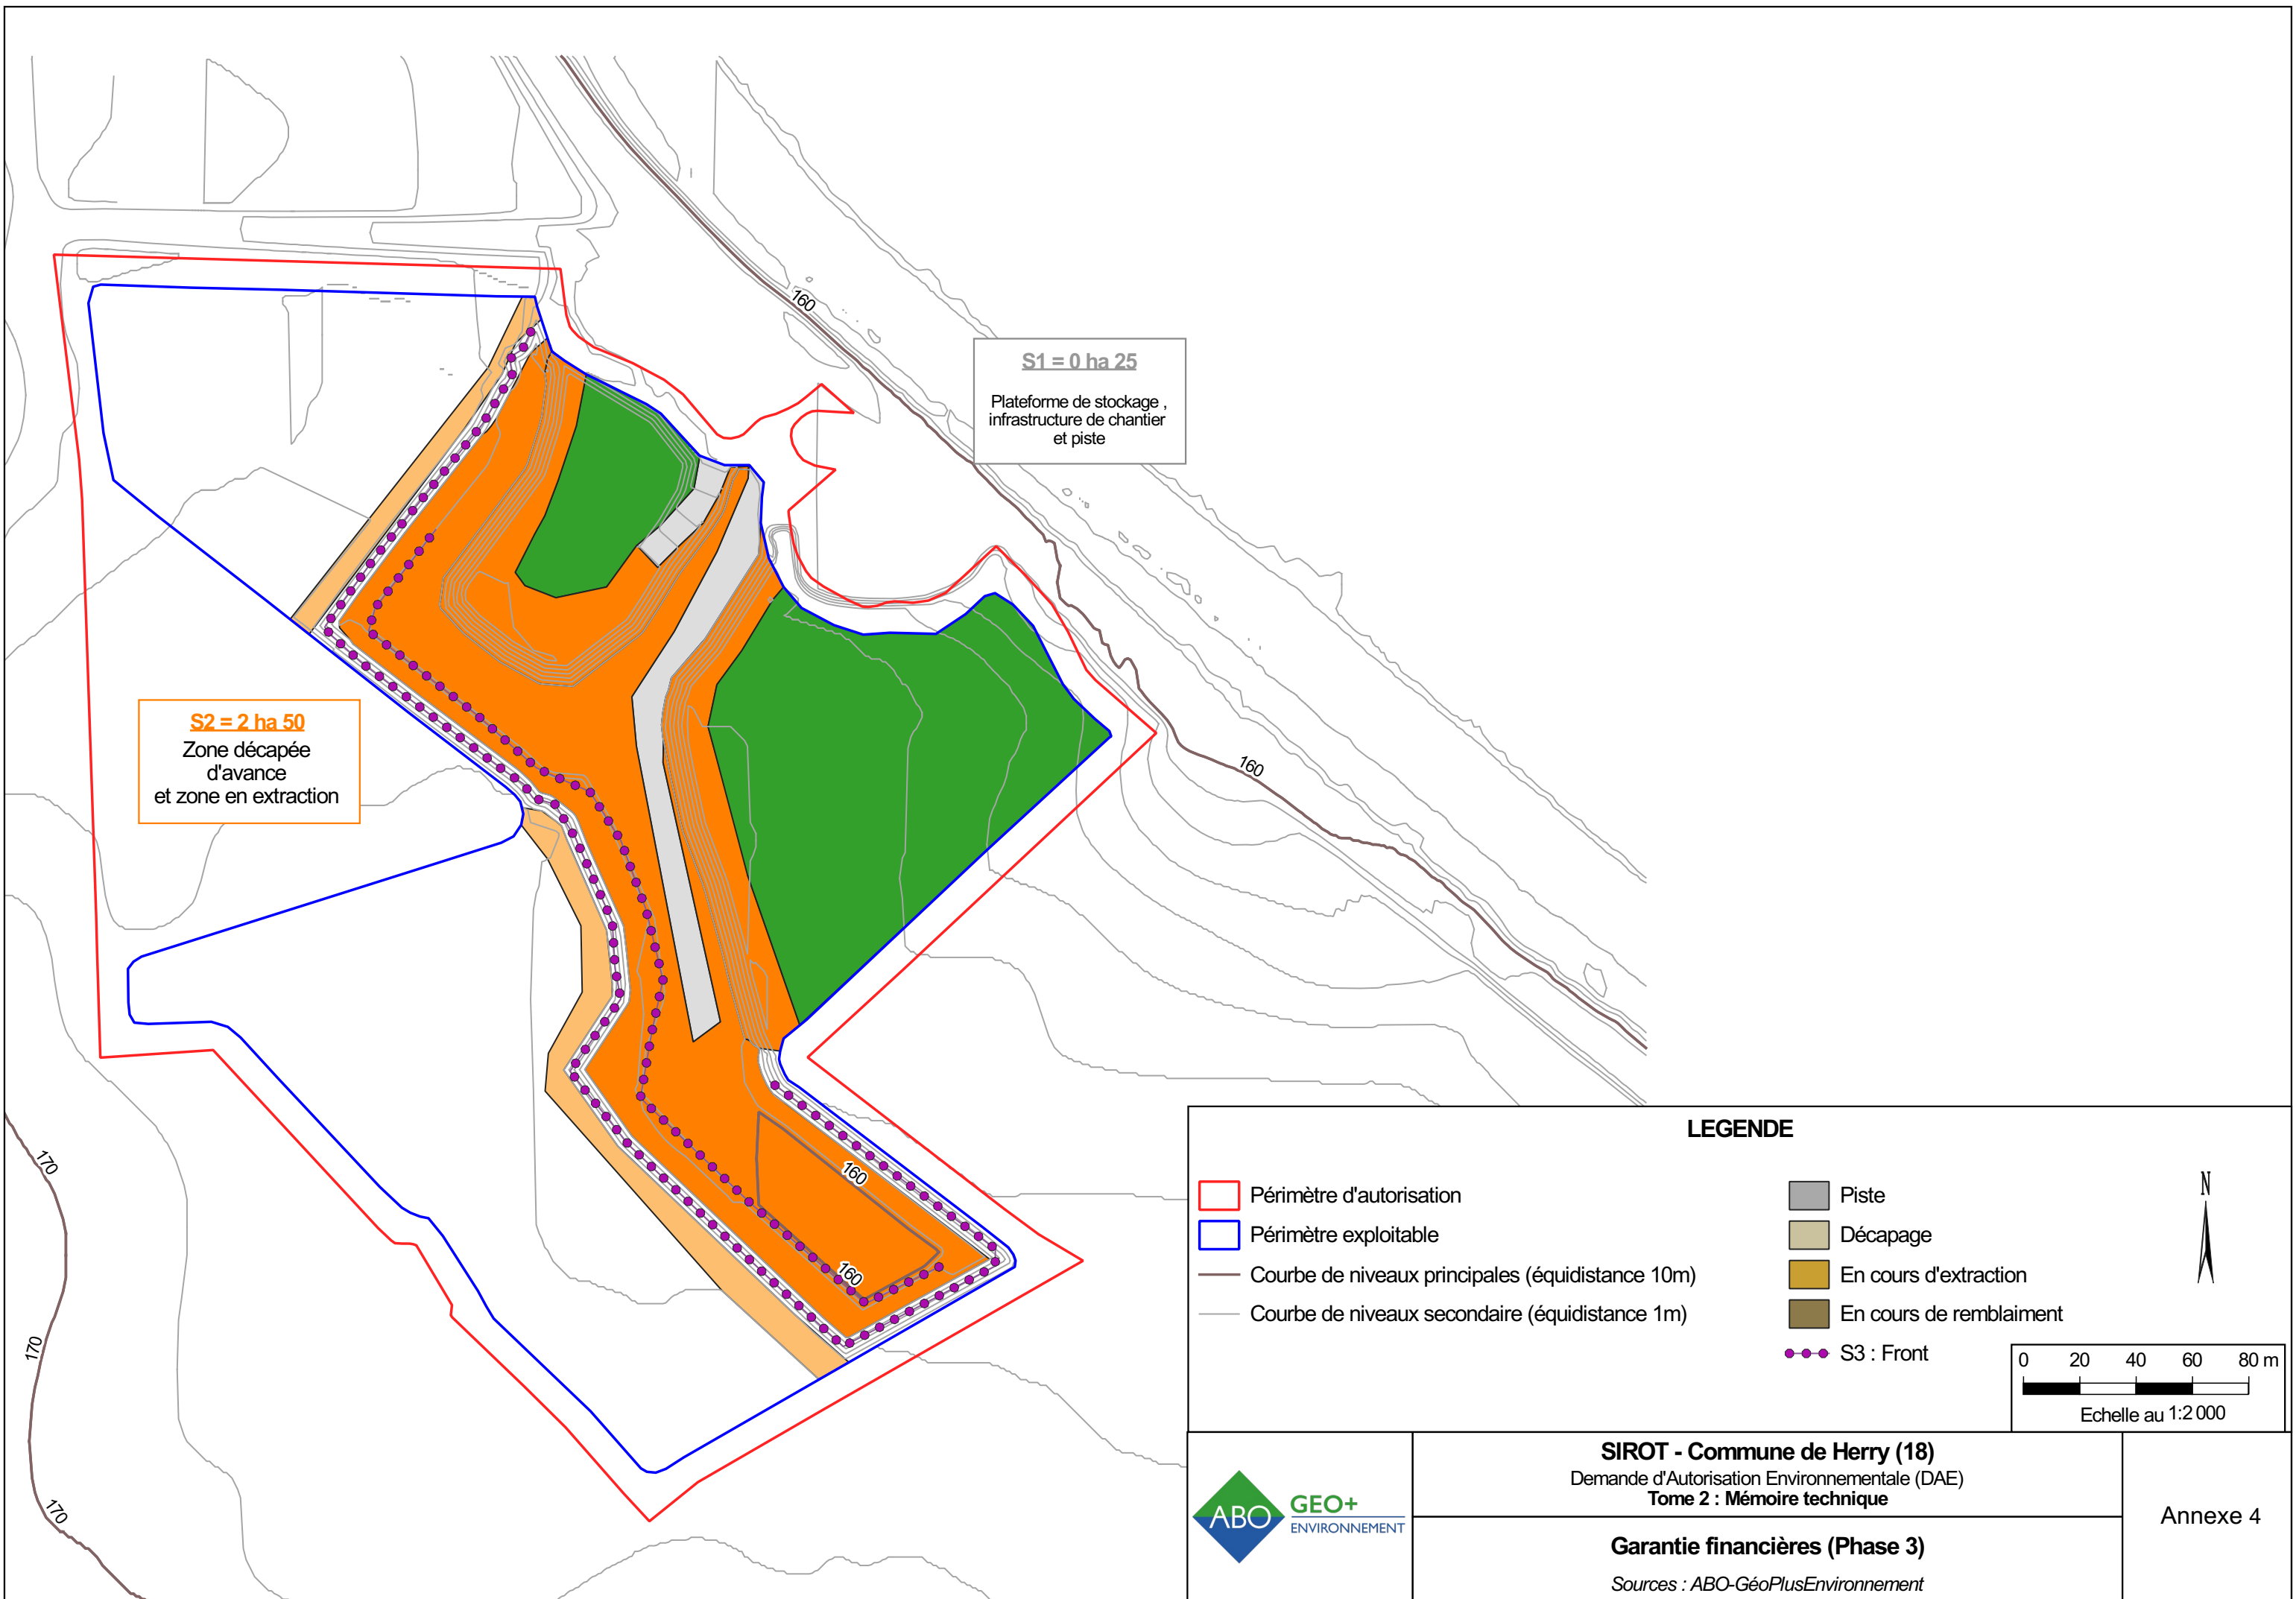 160
S1 = 0 ha 25
Plateforme de stockage ,
infrastructure de chantier
et piste
S2 = 2 ha 50
Zone décapée
d'avance
et zone en extraction
160
160
160
170
170
170
LEGENDE
Périmètre d'autorisation
Périmètre exploitable
Courbe de niveaux principales (équidistance 10m)
Courbe de niveaux secondaire (équidistance 1m)
Piste
Décapage
En cours d'extraction
En cours de remblaiment
S3 : Front
N
0 20 40 60 80 m
Echelle au 1:2 000
ABO
GEO+
ENVIRONNEMENT
SIROT - Commune de Herry (18)
Demande d'Autorisation Environnementale (DAE)
Tome 2 : Mémoire technique
Garantie financières (Phase 3)
Sources : ABO-GéoPlusEnvironnement
Annexe 4